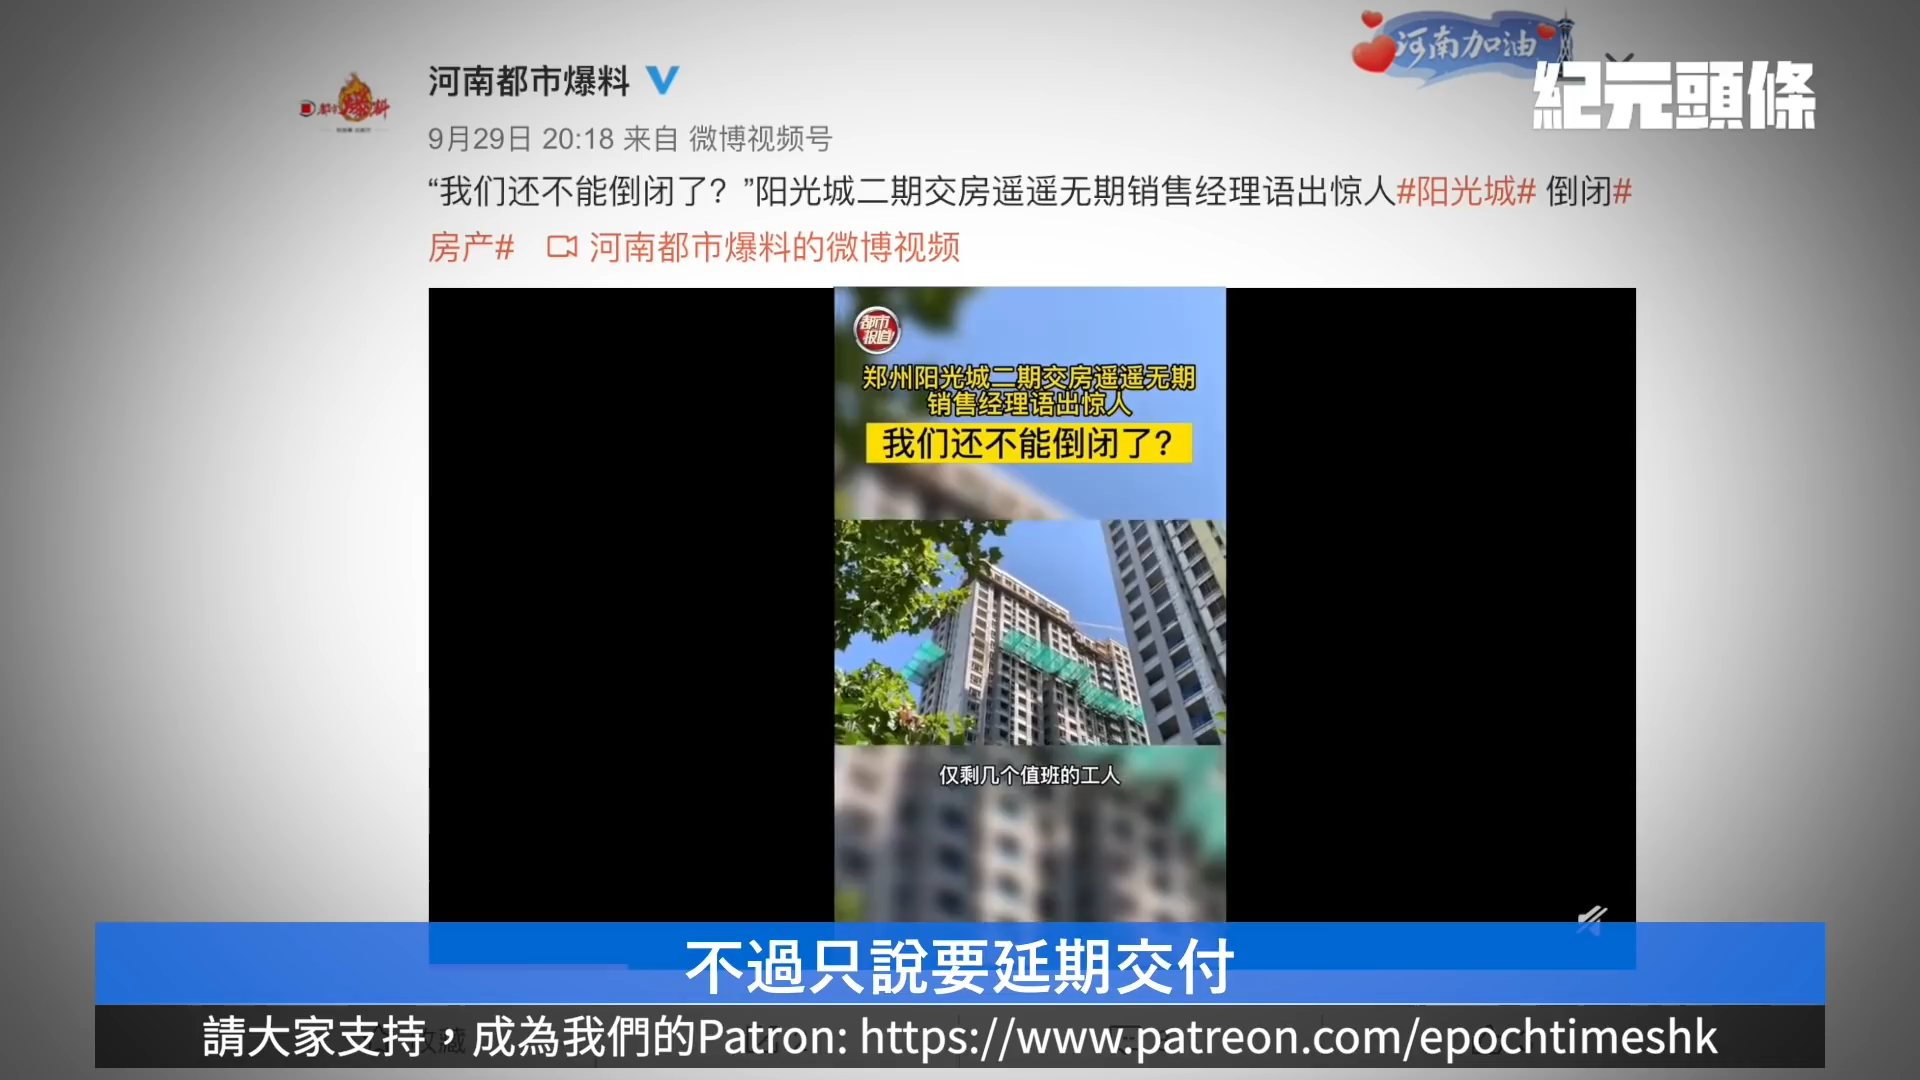 河南加油
紀元頭條
河南都市爆料
9月29日 20:18 来自 微博视频号
“我们还不能倒闭了？”阳光城二期交房遥遥无期销售经理语出惊人#阳光城# 倒闭#
房产# 河南都市爆料的微博视频
都市
报道
郑州阳光城二期交房遥遥无期
销售经理语出惊人
我们还不能倒闭了?
仅剩几个值班的工人
不過只說要延期交付
請大家支持，成為我們的Patron: https://www.patreon.com/epochtimeshk